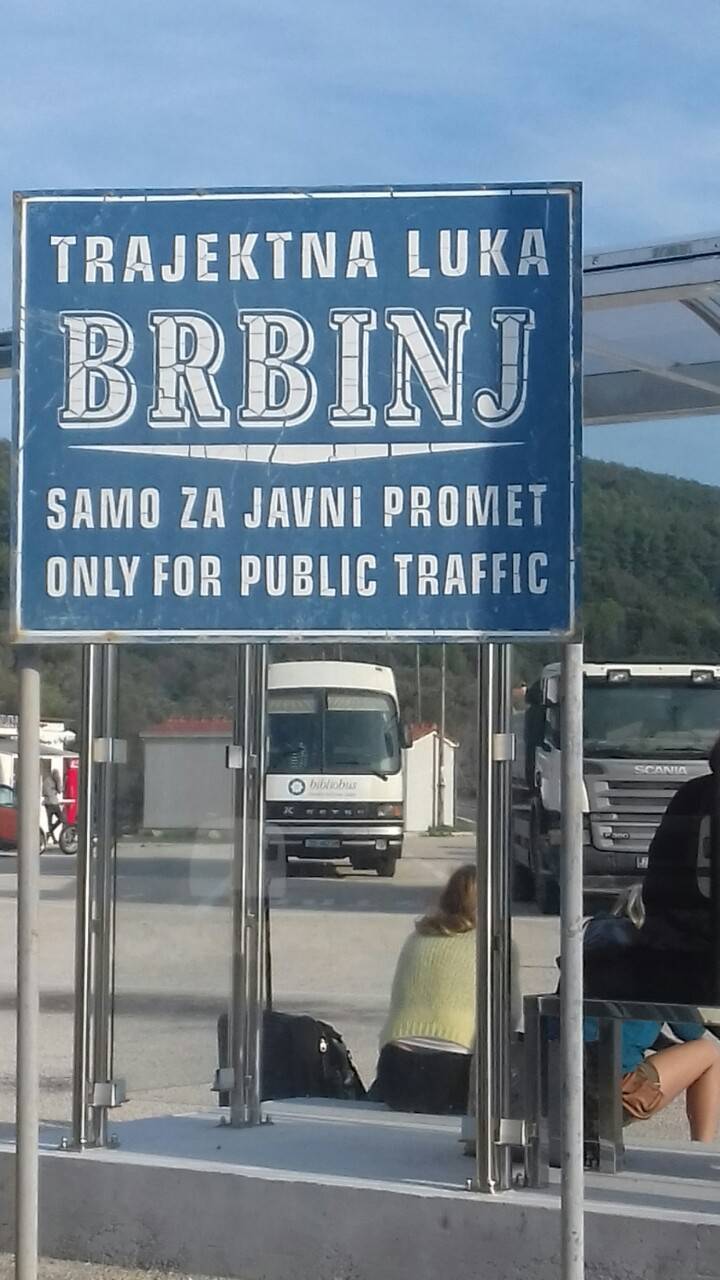 TRAJEKTNA LUKA
BRBINJ
SAMO ZA JAVNI PROMET
ONLY FOR PUBLIC TRAFFIC
bibliobus
SCANIA